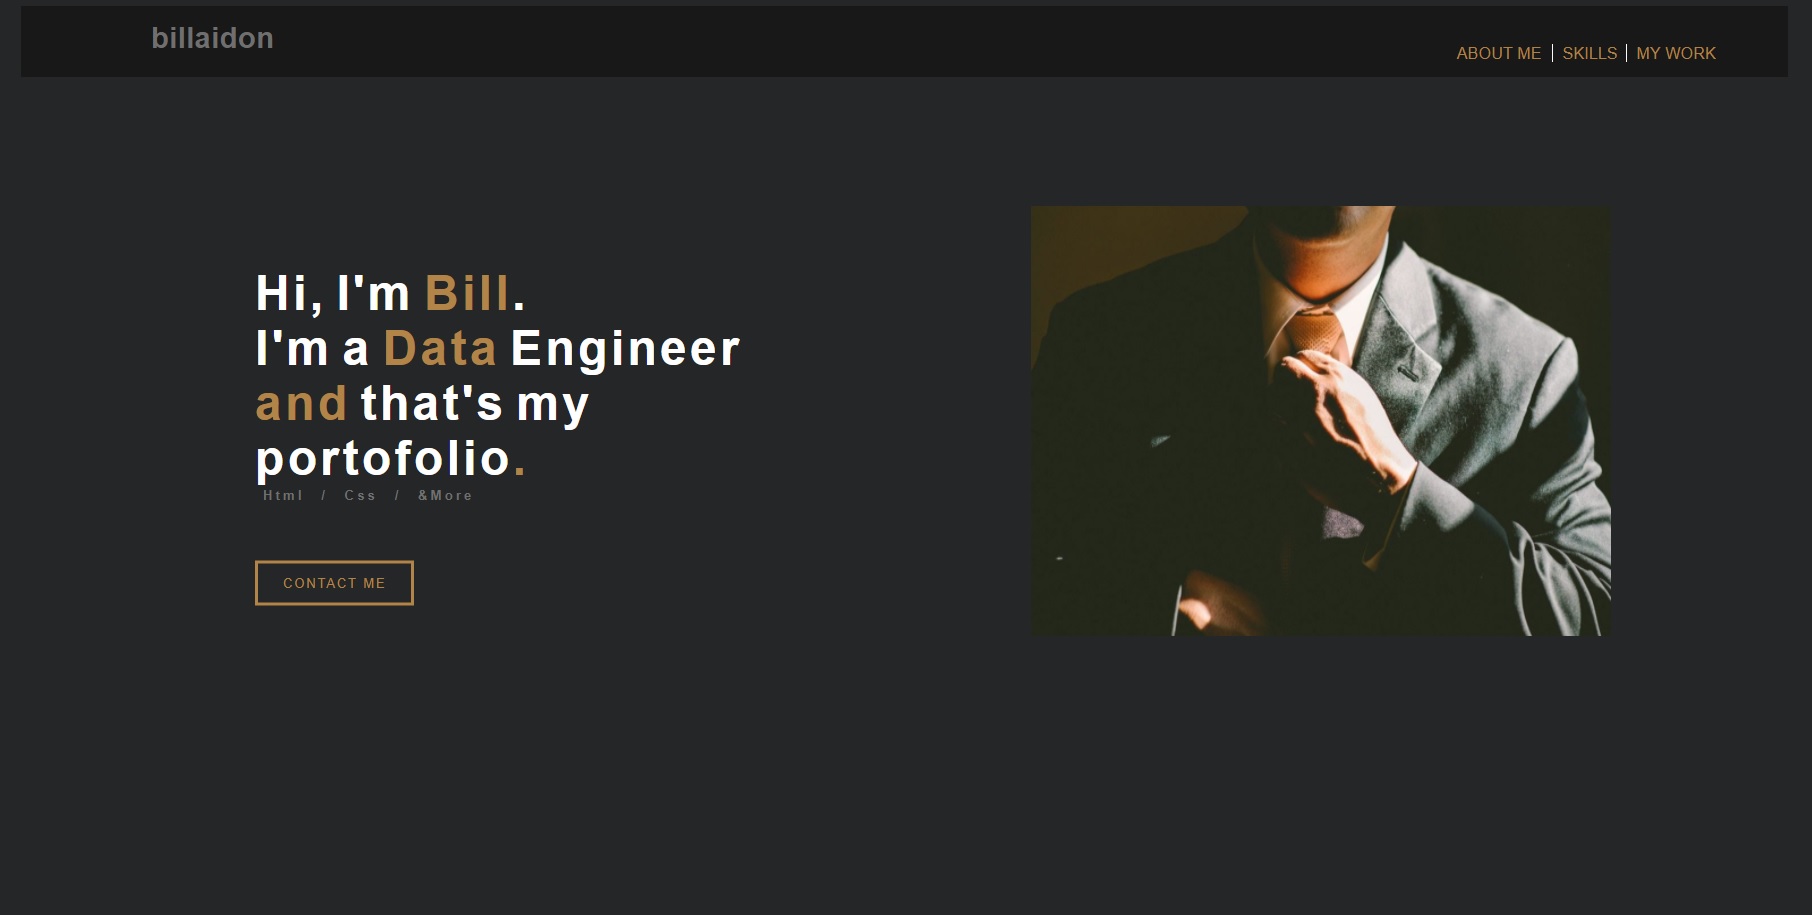 billaidon
ABOUT ME | SKILLS | MY WORK
Hi, I'm Bill.
I'm a Data Engineer
and that's my
portofolio.
Html / Css / &More
CONTACT ME